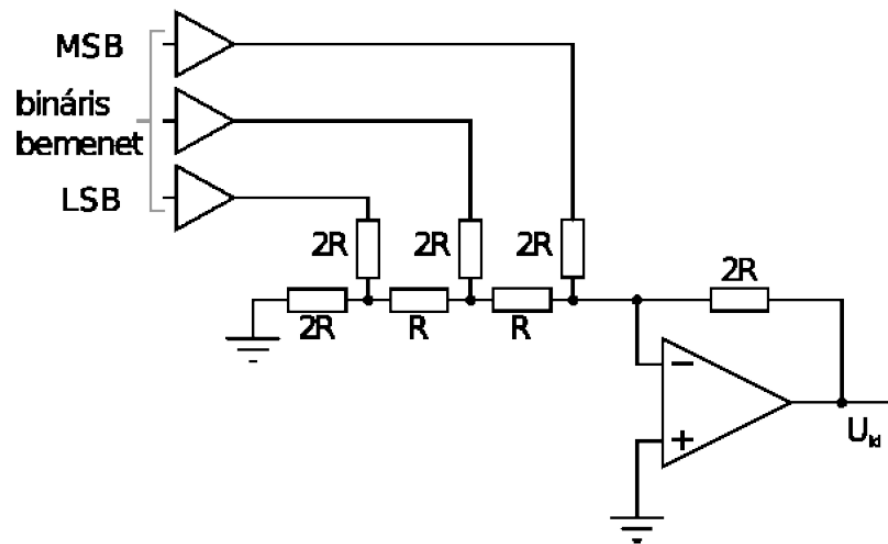 MSB
bináris
bemenet
LSB
2R
2R
2R
2R
2R
R
R
−
+
U_ki